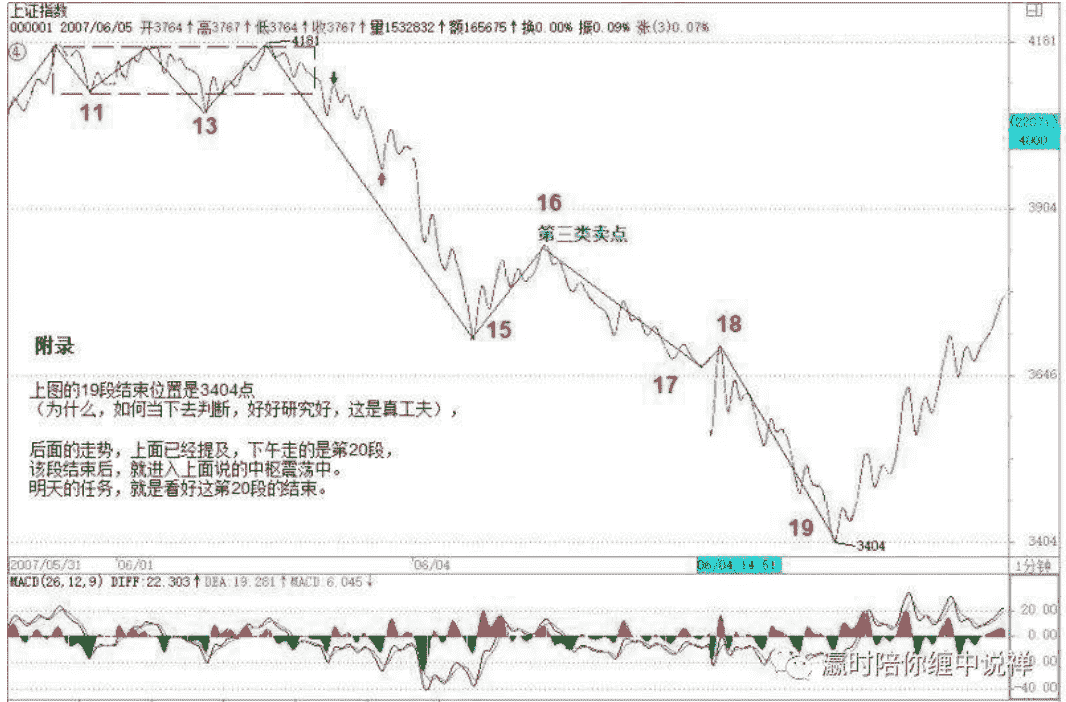 上证指数
000001 2007/06/05 开3764↑高3767↑低3764↑收3767↑量1532832↑额165675↑换0.00% 振0.09% 涨(3)0.07%
④
4181
4181
11
13
4000
16
3904
第三类卖点
15
18
附录
17
3646
上图的19段结束位置是3404点
（为什么，如何当下去判断，好好研究好，这是真工夫），
后面的走势，上面已经提及，下午走的是第20段，
该段结束后，就进入上面说的中枢震荡中。
明天的任务，就是看好这第20段的结束。
19
3404
3404
2007/05/31 06/01 06/04 06/04 14:51 1分钟
MACD(26,12,9) DIFF:22.303↑ DEA:19.281↑ MACD:6.045↓
20.00
0.00
瀛时陪你缠中说禅
-40.00